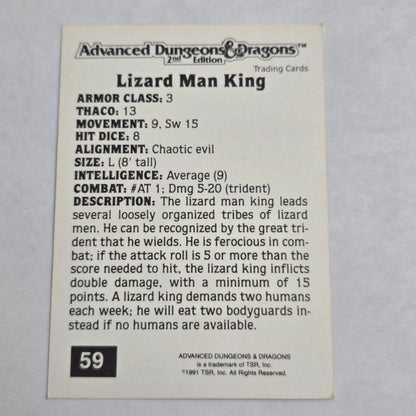 Advanced Dungeons & Dragons™
2nd Edition
Trading Cards
Lizard Man King
ARMOR CLASS: 3
THACO: 13
MOVEMENT: 9, Sw 15
HIT DICE: 8
ALIGNMENT: Chaotic evil
SIZE: L (8' tall)
INTELLIGENCE: Average (9)
COMBAT: #AT 1; Dmg 5-20 (trident)
DESCRIPTION: The lizard man king leads
several loosely organized tribes of lizard
men. He can be recognized by the great tri-
dent that he wields. He is ferocious in com-
bat; if the attack roll is 5 or more than the
score needed to hit, the lizard king inflicts
double damage, with a minimum of 15
points. A lizard king demands two humans
each week; he will eat two bodyguards in-
stead if no humans are available.
59
ADVANCED DUNGEONS & DRAGONS
is a trademark of TSR, Inc.
©1991 TSR, Inc. All Rights Reserved.